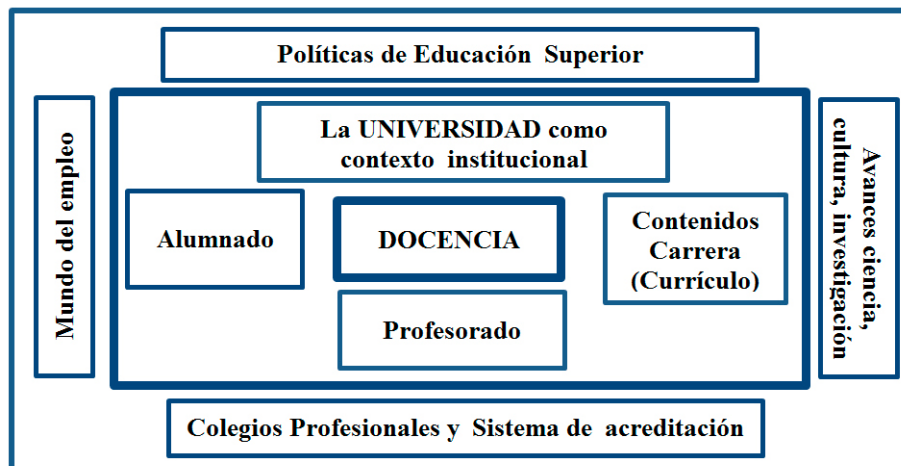 Políticas de Educación Superior
Mundo del empleo
La UNIVERSIDAD como
contexto institucional
Alumnado
DOCENCIA
Contenidos
Carrera
(Currículo)
Profesorado
Avances ciencia,
cultura, investigación
Colegios Profesionales y Sistema de acreditación